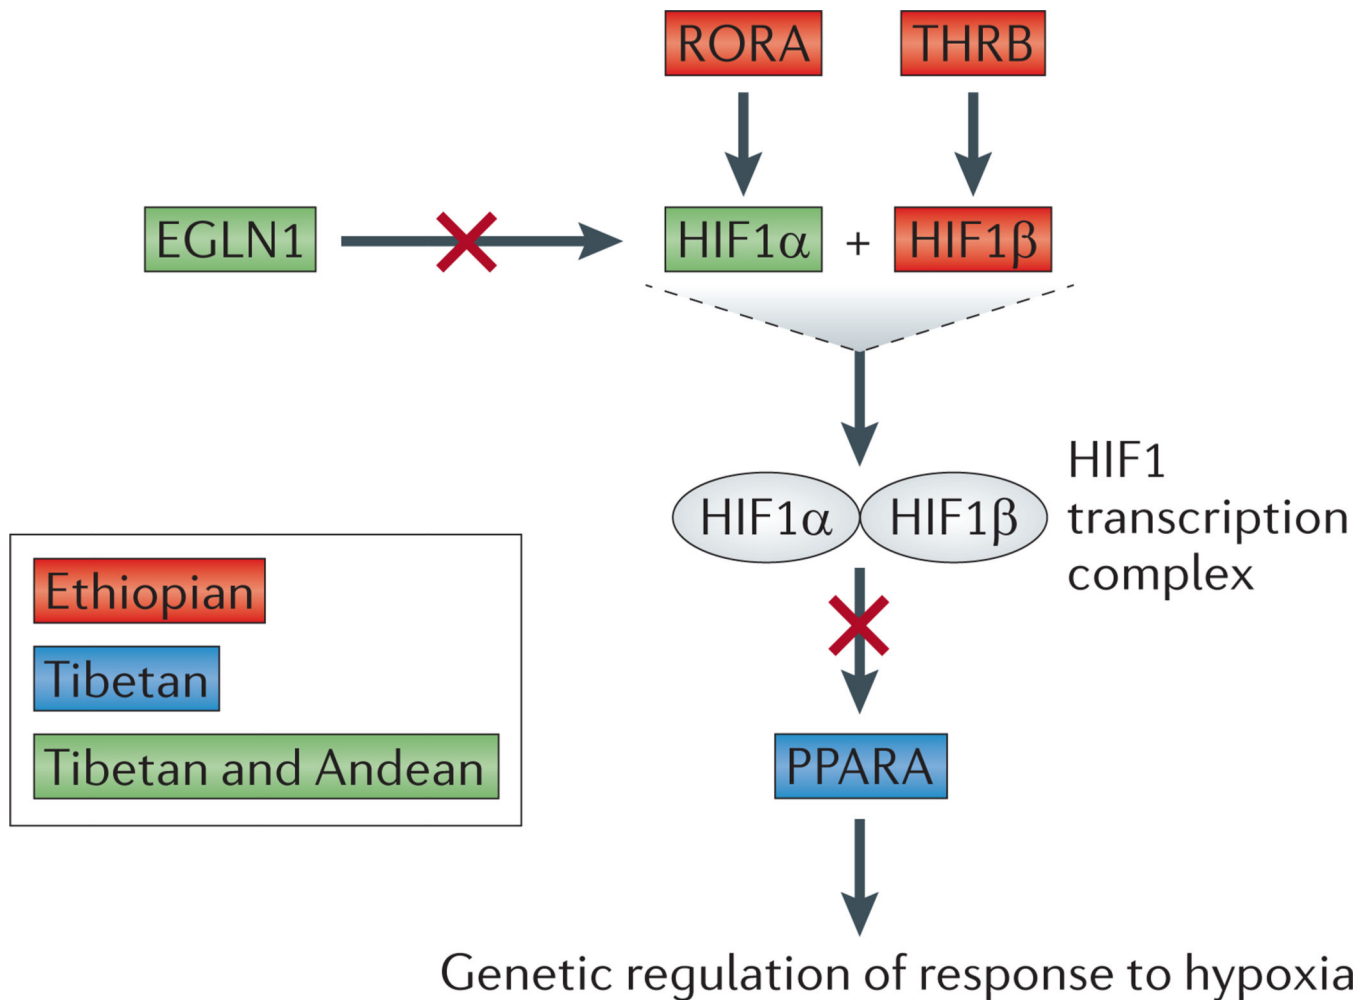 RORA
THRB
EGLN1
HIF1α + HIF1β
HIF1α HIF1β
HIF1
transcription
complex
Ethiopian
Tibetan
Tibetan and Andean
PPARA
Genetic regulation of response to hypoxia